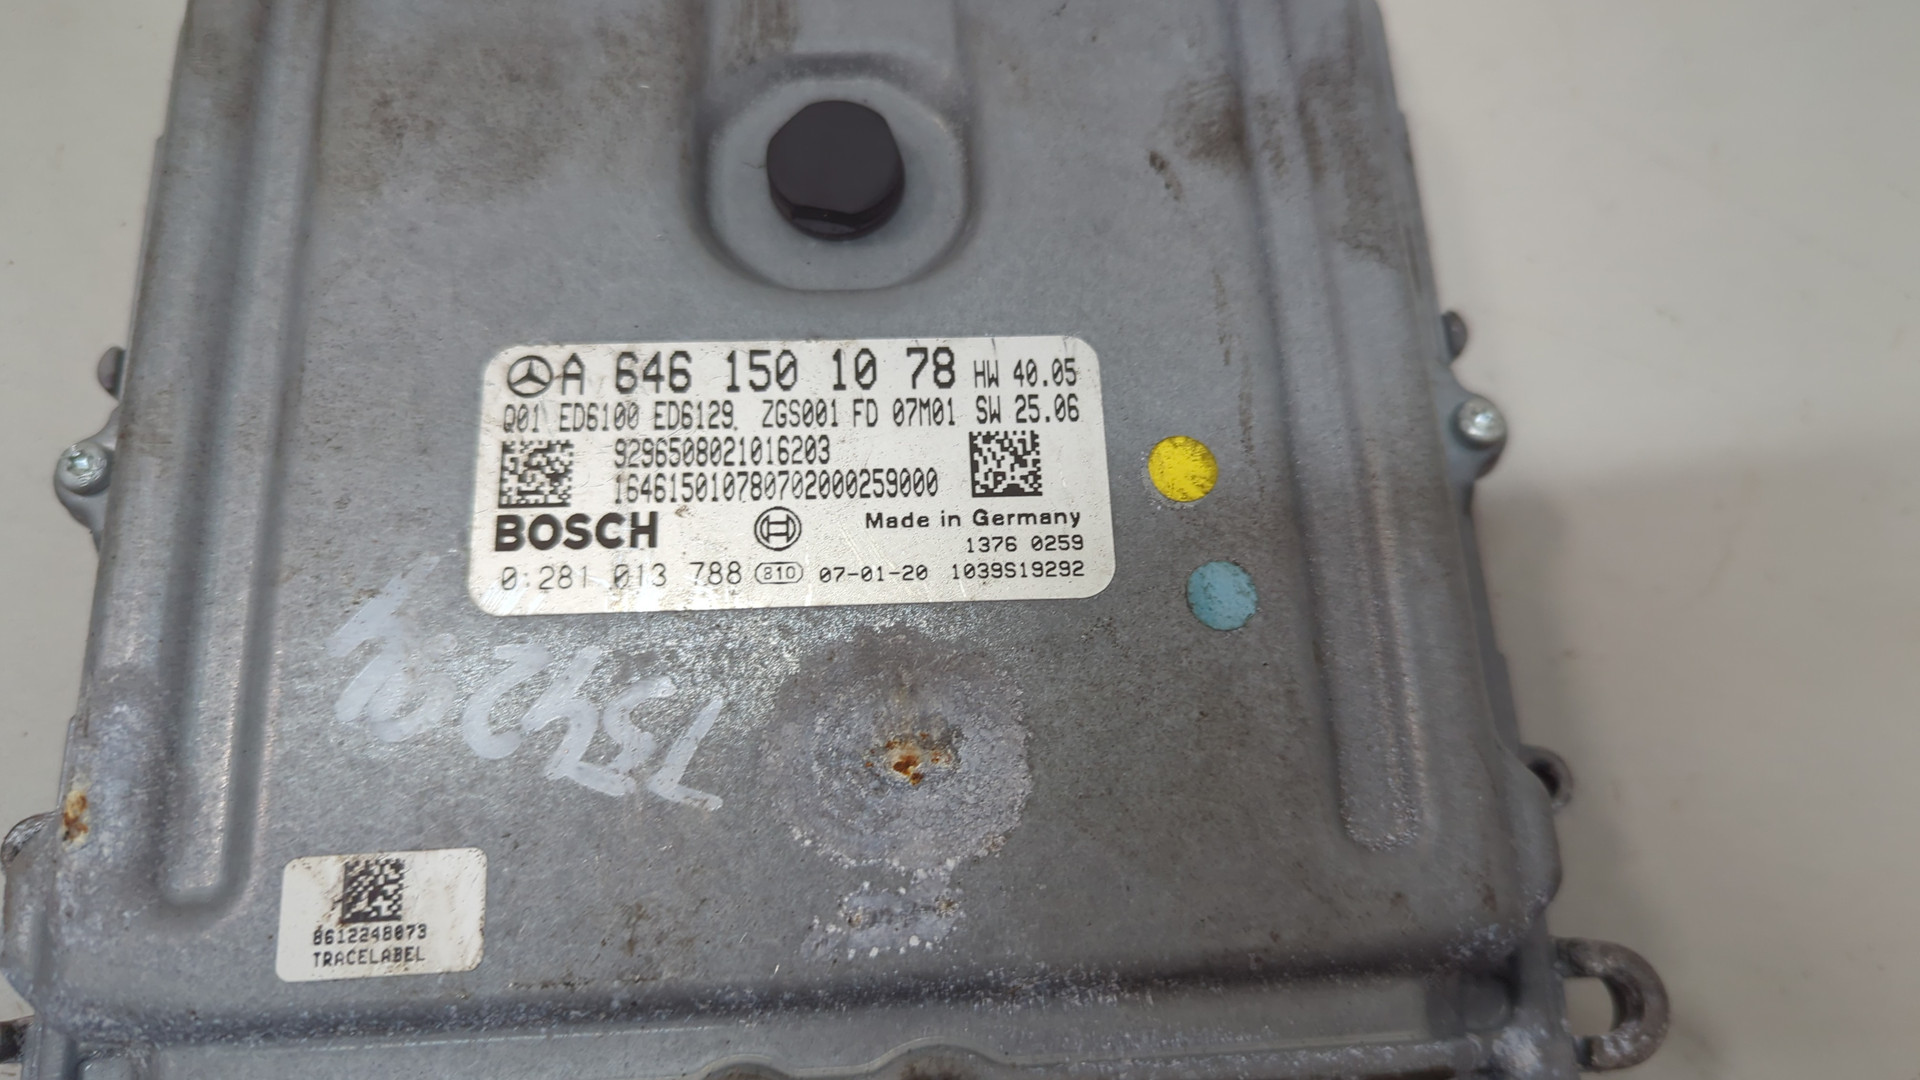 A 646 150 10 78 HW 40.05
Q01 ED6100 ED6129 ZGS001 FD 07M01 SW 25.06
9296508021016203
164615010780702000259000
BOSCH Made in Germany
1376 0259
0 281 013 788 810 07-01-20 1039S19292
8612248073
TRACELABEL